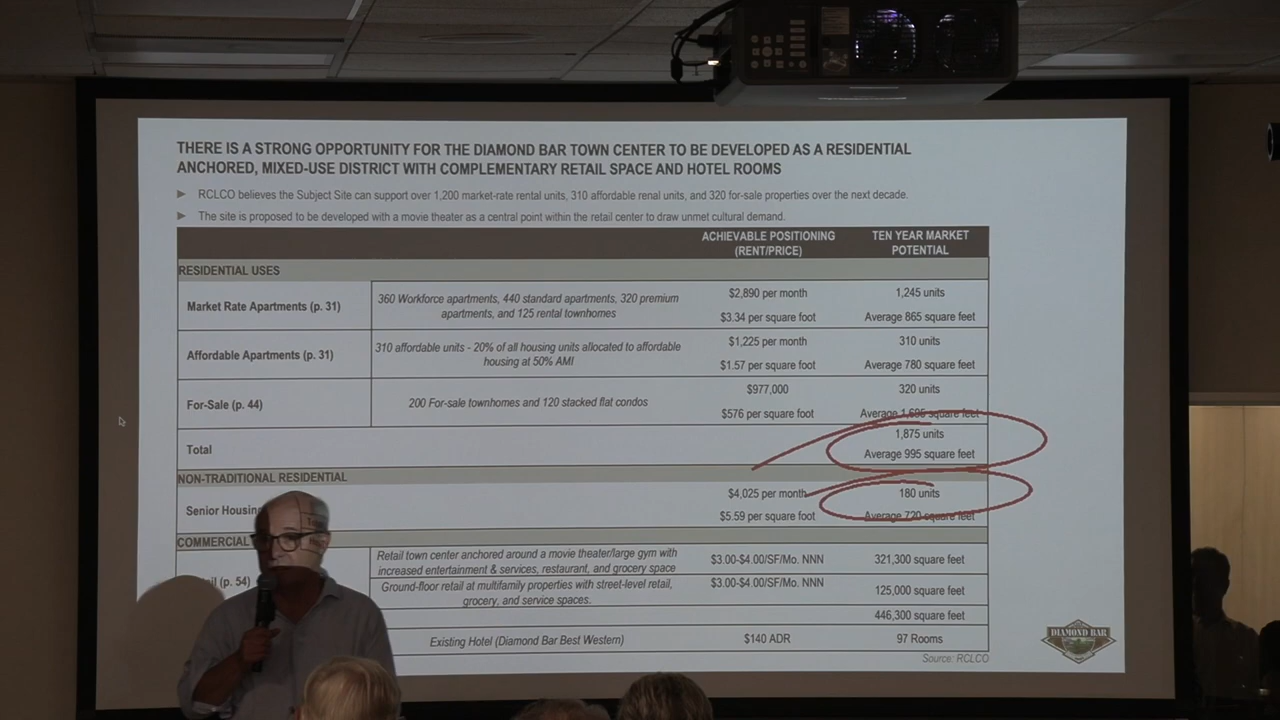 THERE IS A STRONG OPPORTUNITY FOR THE DIAMOND BAR TOWN CENTER TO BE DEVELOPED AS A RESIDENTIAL
ANCHORED, MIXED-USE DISTRICT WITH COMPLEMENTARY RETAIL SPACE AND HOTEL ROOMS
RCLCO believes the Subject Site can support over 1,200 market-rate rental units, 310 affordable renal units, and 320 for-sale properties over the next decade.
The site is proposed to be developed with a movie theater as a central point within the retail center to draw unmet cultural demand.
ACHIEVABLE POSITIONING
(RENT/PRICE)
TEN YEAR MARKET
POTENTIAL
RESIDENTIAL USES
Market Rate Apartments (p. 31)
360 Workforce apartments, 440 standard apartments, 320 premium
apartments, and 125 rental townhomes
$2,890 per month
$3.34 per square foot
1,245 units
Average 865 square feet
Affordable Apartments (p. 31)
310 affordable units - 20% of all housing units allocated to affordable
housing at 50% AMI
$1,225 per month
$1.57 per square foot
310 units
Average 780 square feet
For-Sale (p. 44)
200 For-sale townhomes and 120 stacked flat condos
$977,000
$576 per square foot
320 units
Average 1,695 square feet
Total
1,875 units
Average 995 square feet
NON-TRADITIONAL RESIDENTIAL
Senior Housin
$4,025 per month
$5.59 per square foot
180 units
Average 720 square feet
COMMERCIAL
(p. 54)
Retail town center anchored around a movie theater/large gym with
increased entertainment & services, restaurant, and grocery space
$3.00-$4.00/SF/Mo. NNN
321,300 square feet
Ground-floor retail at multifamily properties with street-level retail,
grocery, and service spaces.
$3.00-$4.00/SF/Mo. NNN
125,000 square feet
446,300 square feet
Existing Hotel (Diamond Bar Best Western)
$140 ADR
97 Rooms
Source: RCLCO
DIAMOND BAR